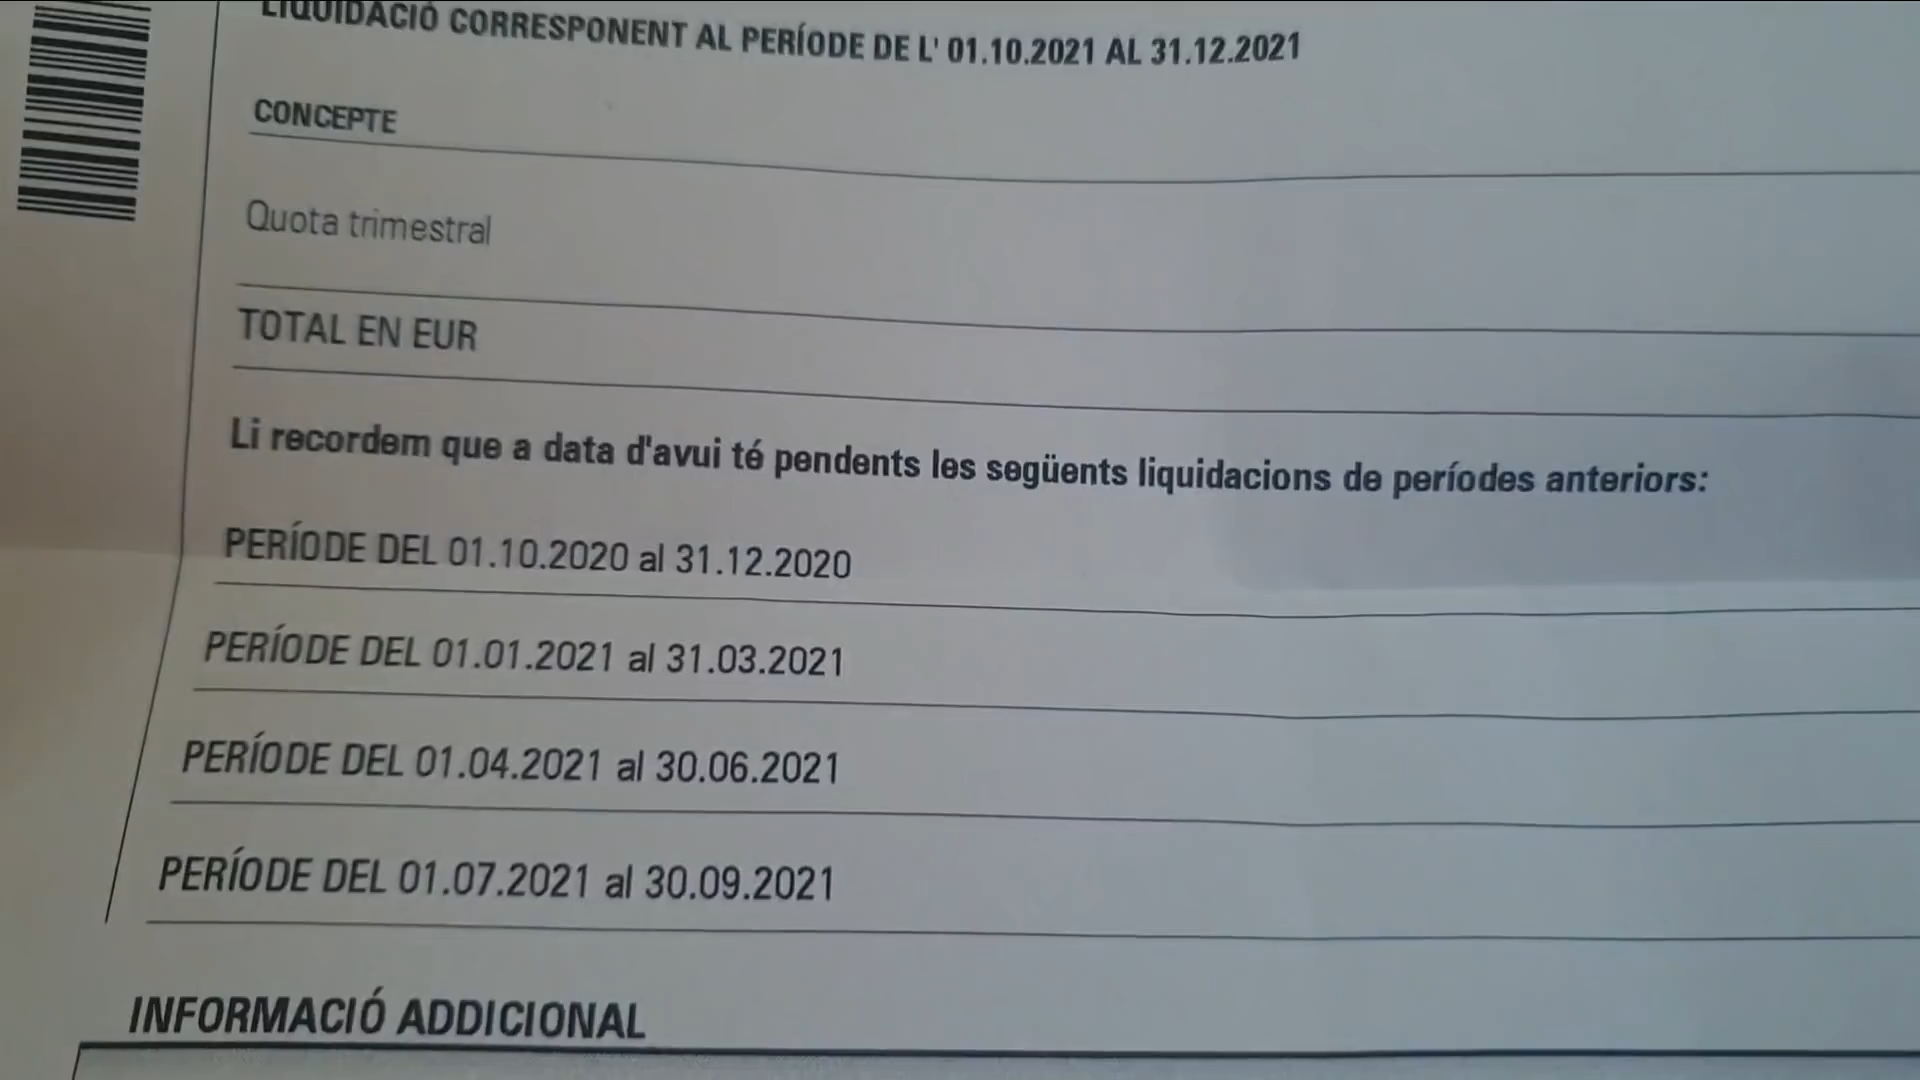 LIQUIDACIÓ CORRESPONENT AL PERÍODE DE L' 01.10.2021 AL 31.12.2021
CONCEPTE
Quota trimestral
TOTAL EN EUR
Li recordem que a data d'avui té pendents les següents liquidacions de períodes anteriors:
PERÍODE DEL 01.10.2020 al 31.12.2020
PERÍODE DEL 01.01.2021 al 31.03.2021
PERÍODE DEL 01.04.2021 al 30.06.2021
PERÍODE DEL 01.07.2021 al 30.09.2021
INFORMACIÓ ADDICIONAL